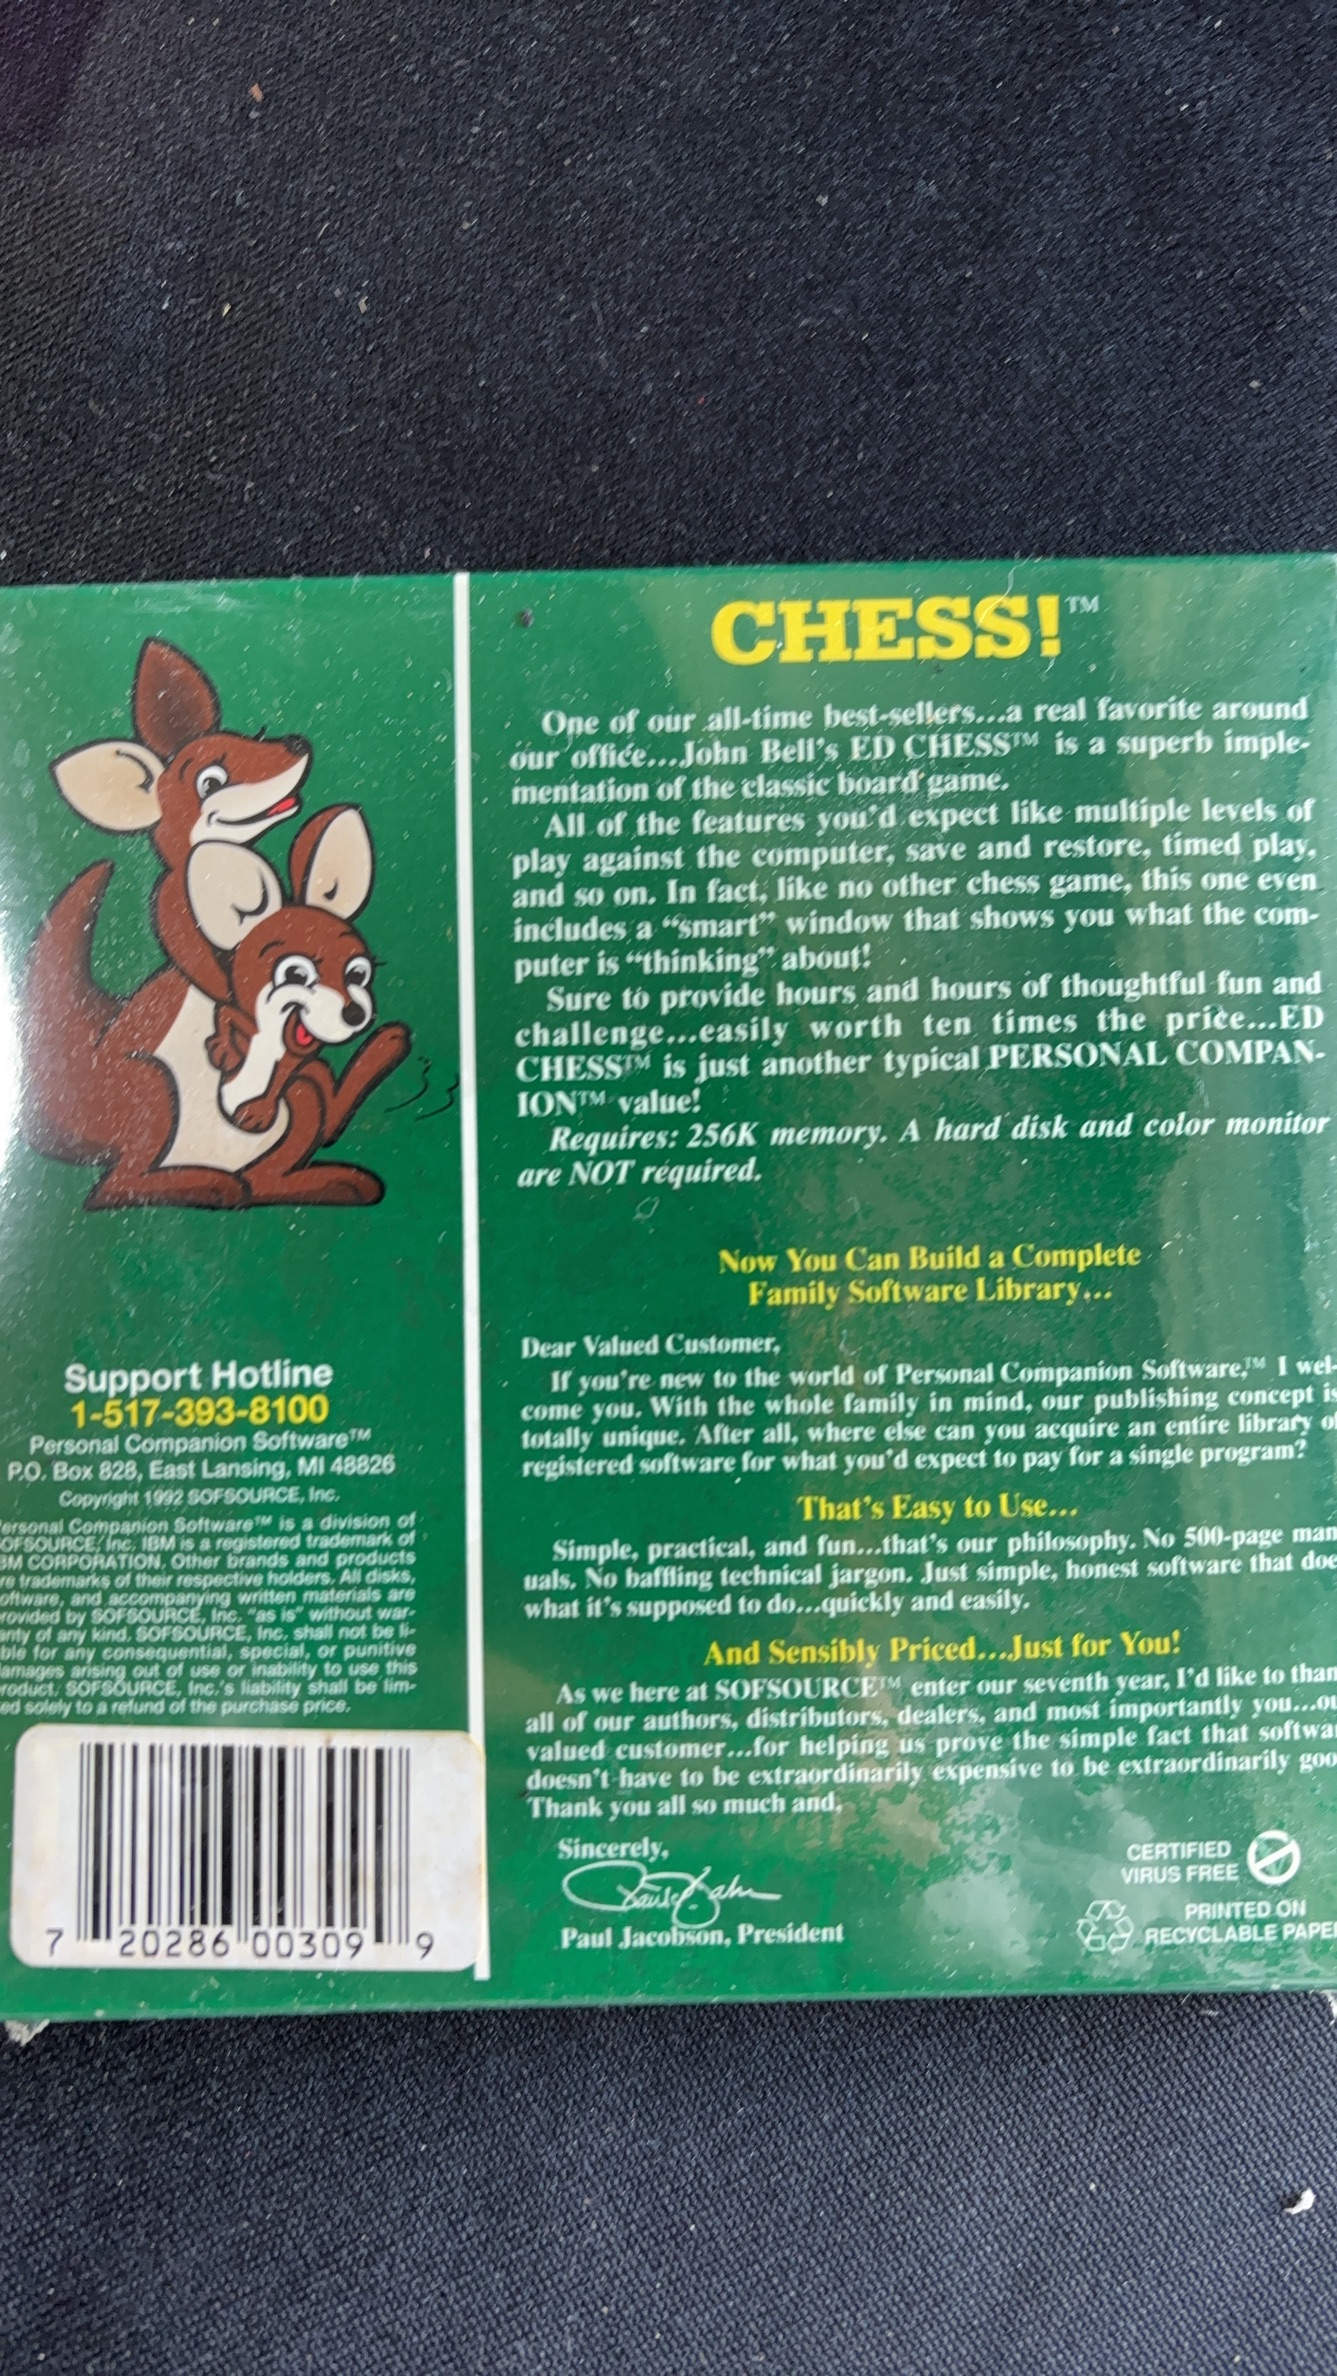 CHESS!™
One of our all-time best-sellers...a real favorite around
our office...John Bell's ED CHESS™ is a superb imple-
mentation of the classic board game.
All of the features you'd expect like multiple levels of
play against the computer, save and restore, timed play,
and so on. In fact, like no other chess game, this one even
includes a “smart” window that shows you what the com-
puter is “thinking” about!
Sure to provide hours and hours of thoughtful fun and
challenge...easily worth ten times the price...ED
CHESS™ is just another typical PERSONAL COMPAN-
ION™ value!
Requires: 256K memory. A hard disk and color monitor
are NOT required.
Now You Can Build a Complete
Family Software Library...
Dear Valued Customer,
If you're new to the world of Personal Companion Software,™ I wel-
come you. With the whole family in mind, our publishing concept is
totally unique. After all, where else can you acquire an entire library o
registered software for what you'd expect to pay for a single program?
That's Easy to Use...
Simple, practical, and fun...that's our philosophy. No 500-page man
uals. No baffling technical jargon. Just simple, honest software that doe
what it's supposed to do...quickly and easily.
And Sensibly Priced...Just for You!
As we here at SOFSOURCE™ enter our seventh year, I'd like to than
all of our authors, distributors, dealers, and most importantly you...ou
valued customer...for helping us prove the simple fact that softwa
doesn't have to be extraordinarily expensive to be extraordinarily goo
Thank you all so much and,
Sincerely,
Paul Jacobson, President
CERTIFIED
VIRUS FREE
PRINTED ON
RECYCLABLE PAPE
Support Hotline
1-517-393-8100
Personal Companion Software™
P.O. Box 828, East Lansing, MI 48826
Copyright 1992 SOFSOURCE, Inc.
ersonal Companion Software™ is a division of
OFSOURCE, Inc. IBM is a registered trademark of
BM CORPORATION. Other brands and products
re trademarks of their respective holders. All disks,
oftware, and accompanying written materials are
rovided by SOFSOURCE, Inc. “as is” without war-
anty of any kind. SOFSOURCE, Inc. shall not be li-
ble for any consequential, special, or punitive
amages arising out of use or inability to use this
roduct. SOFSOURCE, Inc.'s liability shall be lim-
ed solely to a refund of the purchase price.
7 20286 00309 9